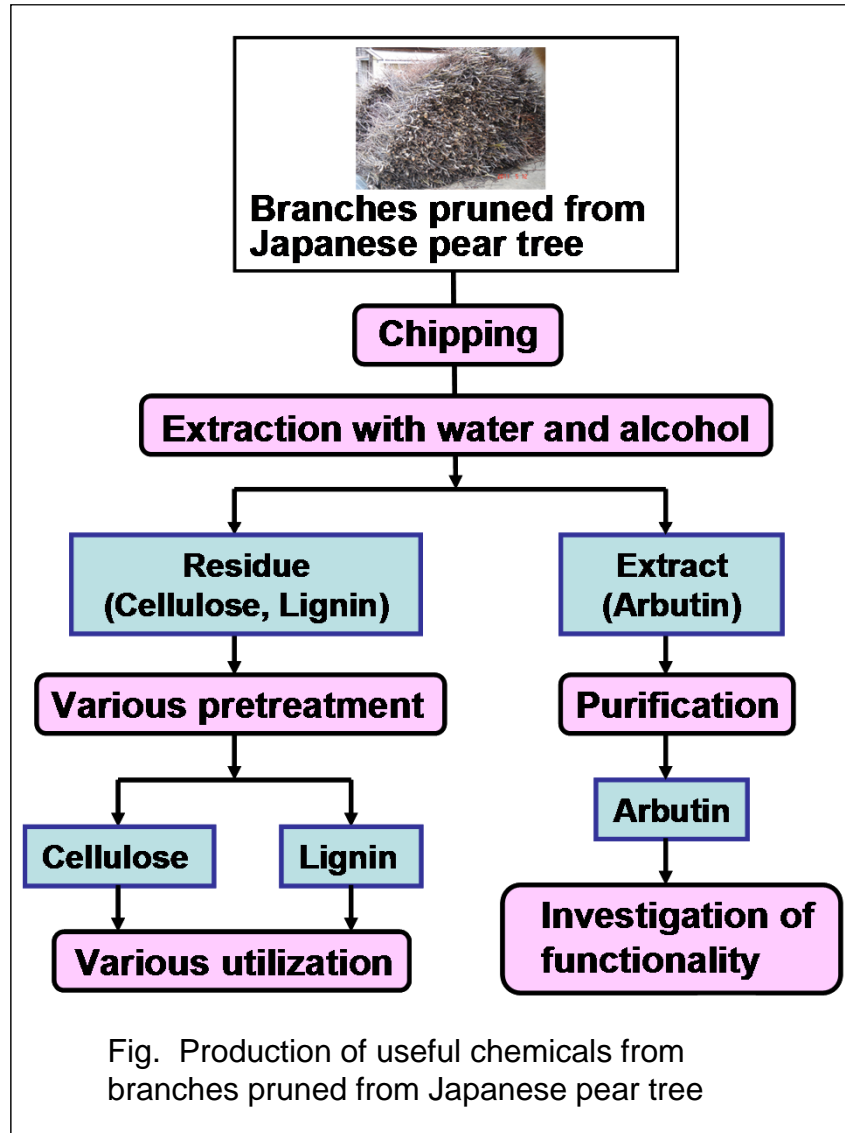 Branches pruned from
Japanese pear tree
Chipping
Extraction with water and alcohol
Residue
(Cellulose, Lignin)
Extract
(Arbutin)
Various pretreatment
Purification
Cellulose
Lignin
Arbutin
Various utilization
Investigation of
functionality
Fig. Production of useful chemicals from
branches pruned from Japanese pear tree